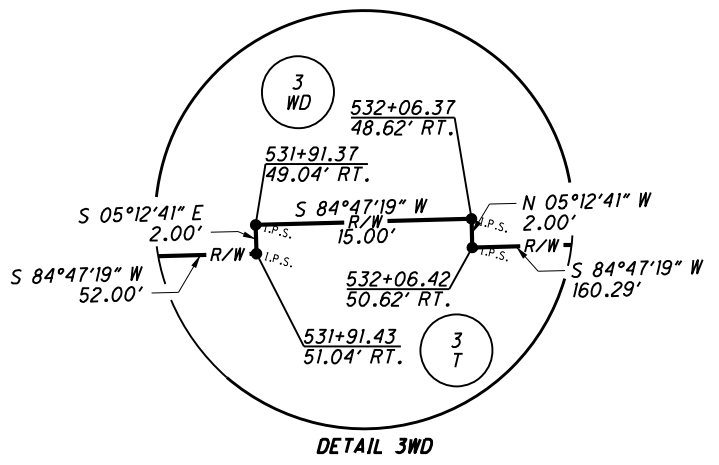 3
WD
532+06.37
48.62' RT.
531+91.37
49.04' RT.
S 05°12'41" E
2.00'
S 84°47'19" W
R/W
15.00'
N 05°12'41" W
2.00'
I.P.S.
I.P.S.
I.P.S.
I.P.S.
R/W
R/W
S 84°47'19" W
52.00'
532+06.42
50.62' RT.
S 84°47'19" W
160.29'
531+91.43
51.04' RT.
3
T
DETAIL 3WD